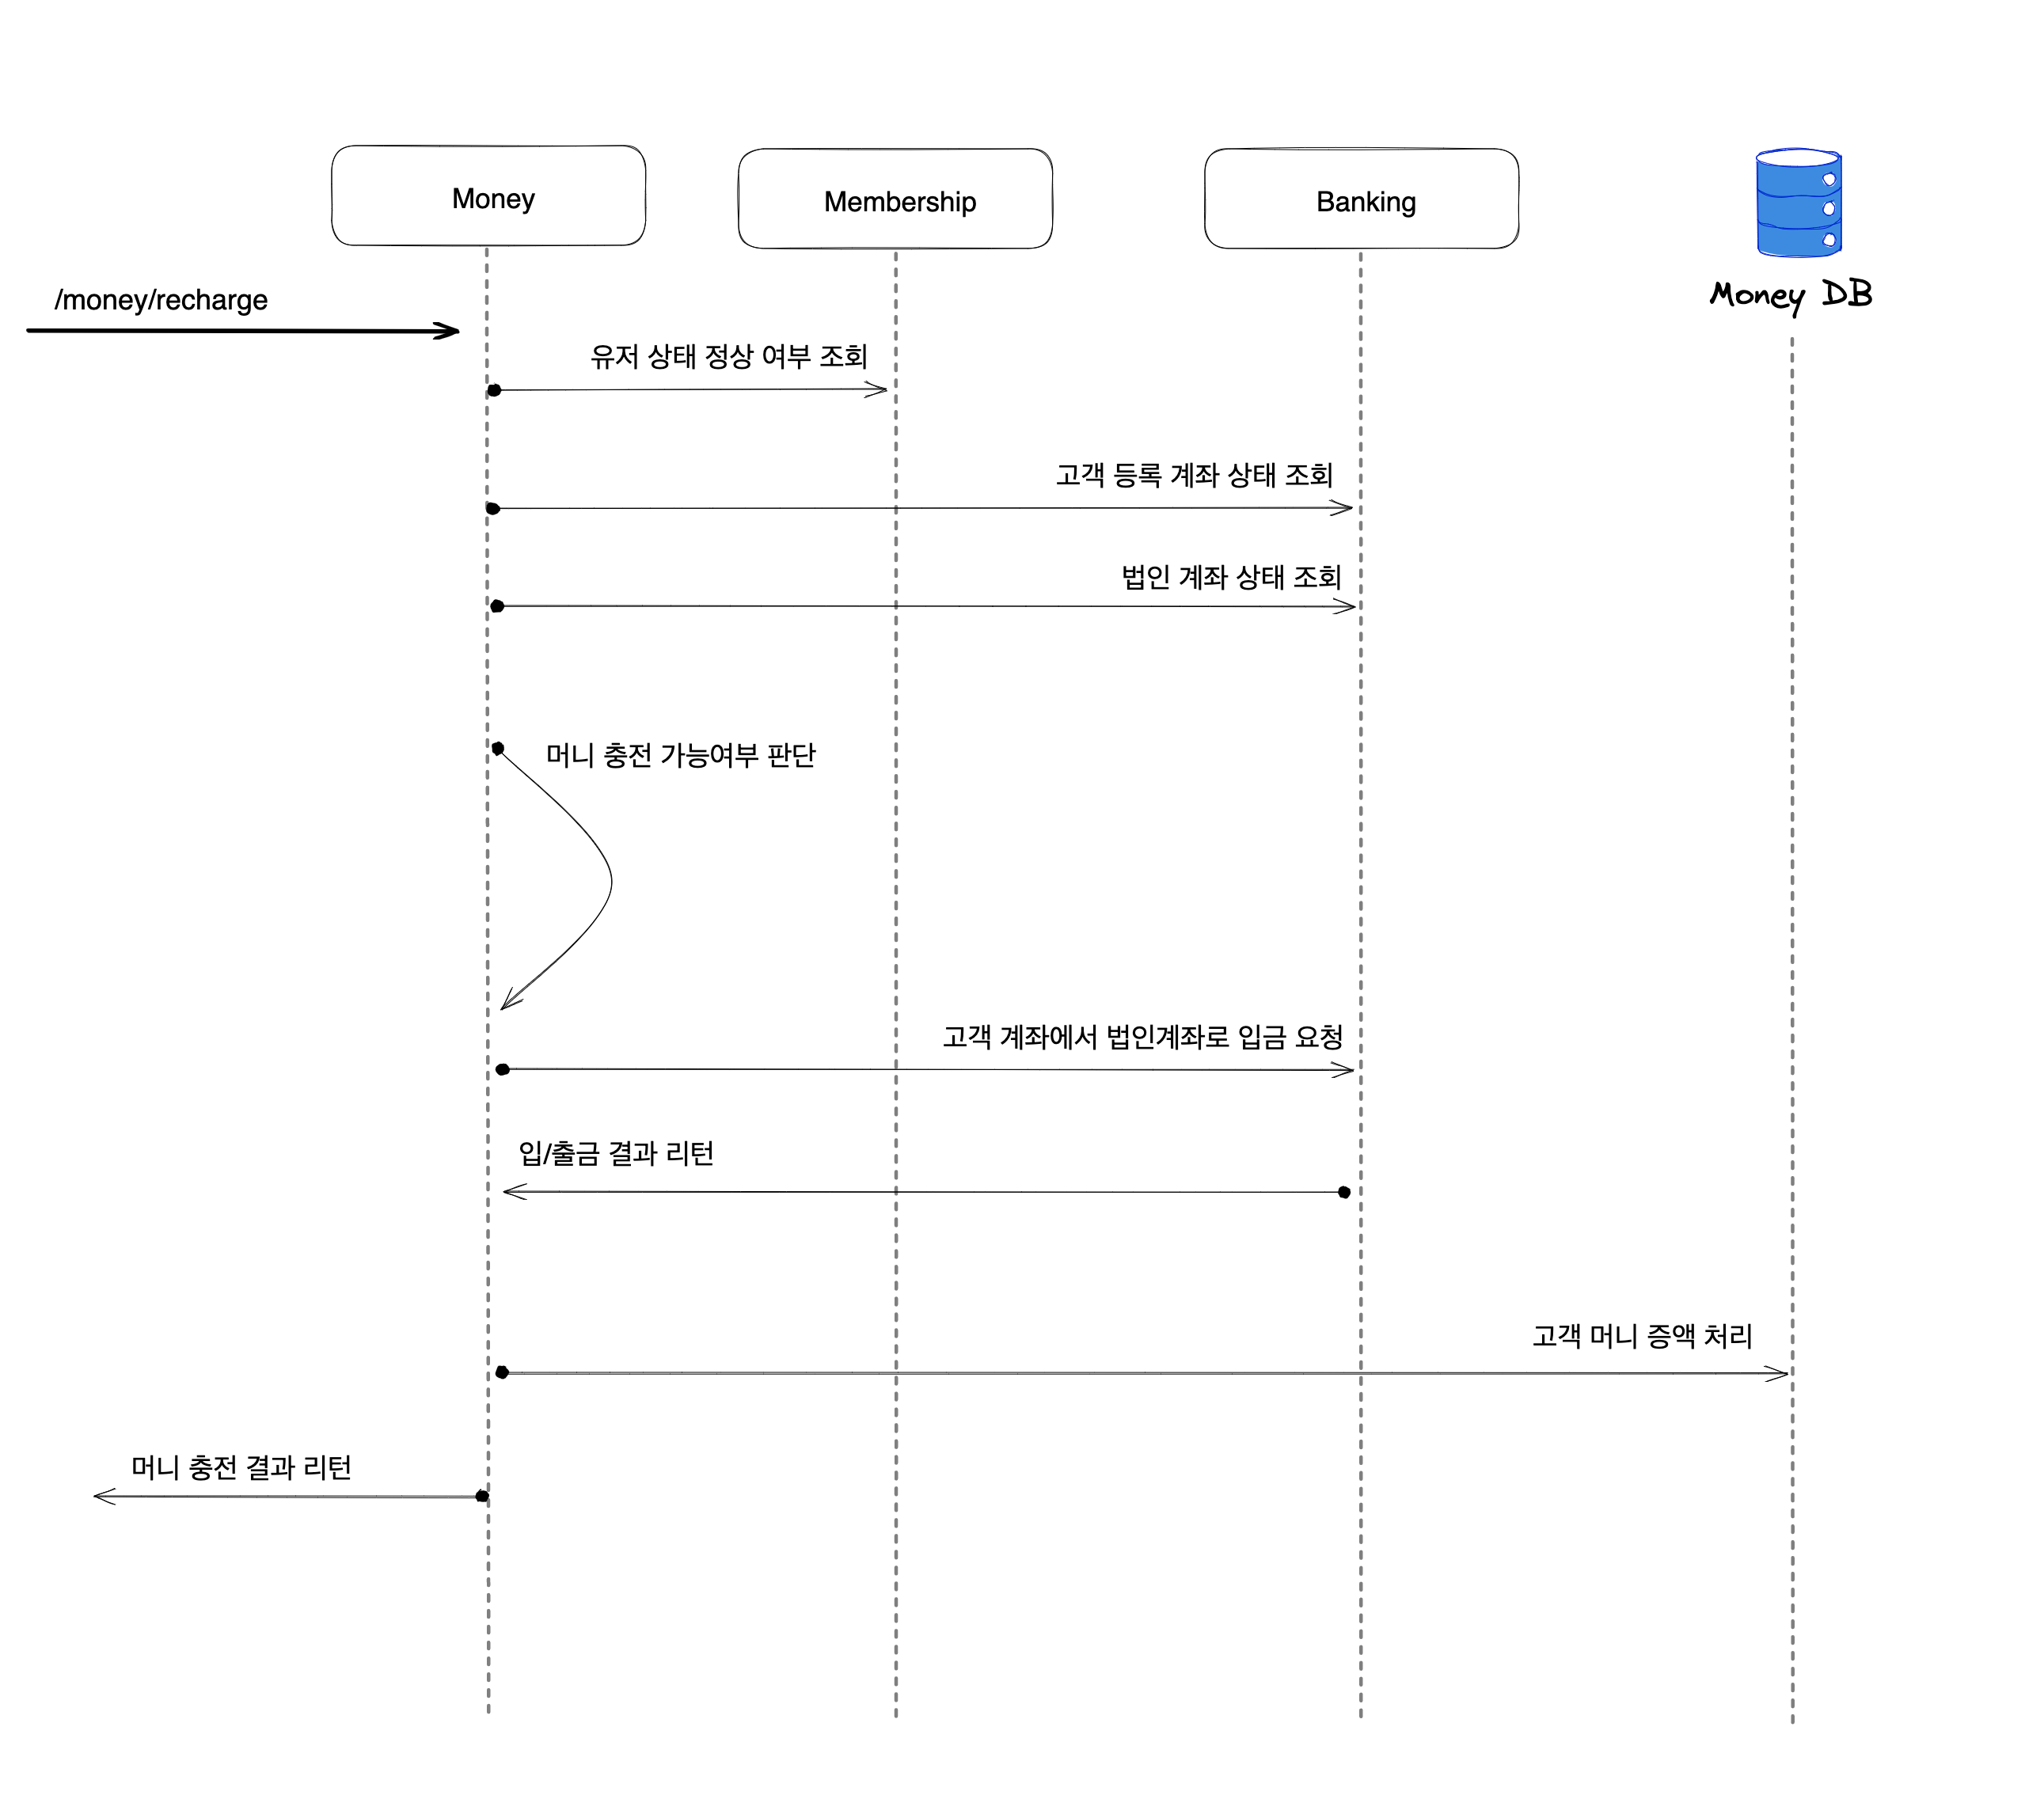 Money
Membership
Banking
Money DB
/money/recharge
유저 상태 정상 여부 조회
고객 등록 계좌 상태 조회
법인 계좌 상태 조회
머니 충전 가능여부 판단
고객 계좌에서 법인계좌로 입금 요청
입/출금 결과 리턴
고객 머니 증액 처리
머니 충전 결과 리턴